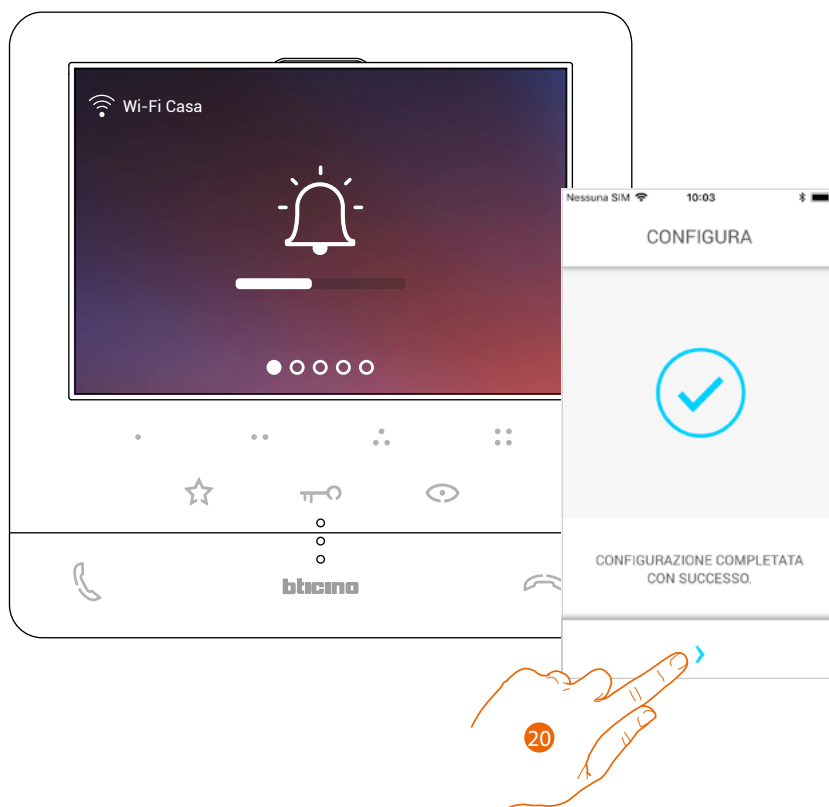 Wi-Fi Casa
Nessuna SIM
10:03
CONFIGURA
CONFIGURAZIONE COMPLETATA
CON SUCCESSO.
bticino
20